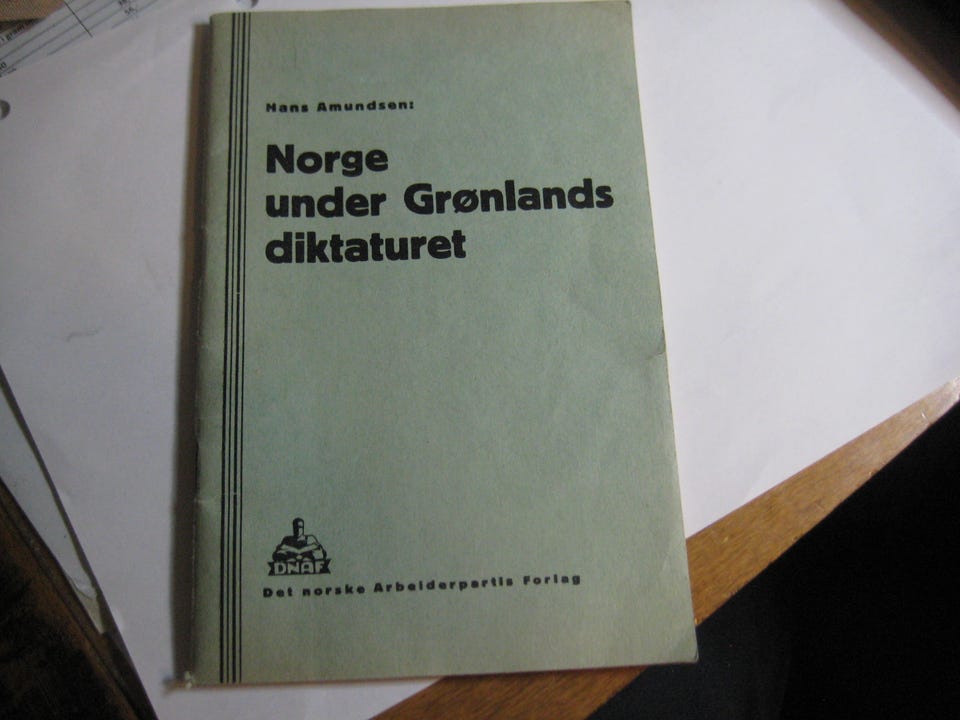 Hans Amundsen:
Norge
under Grønlands
diktaturet
DNAF
Det norske Arbeiderpartis Forlag